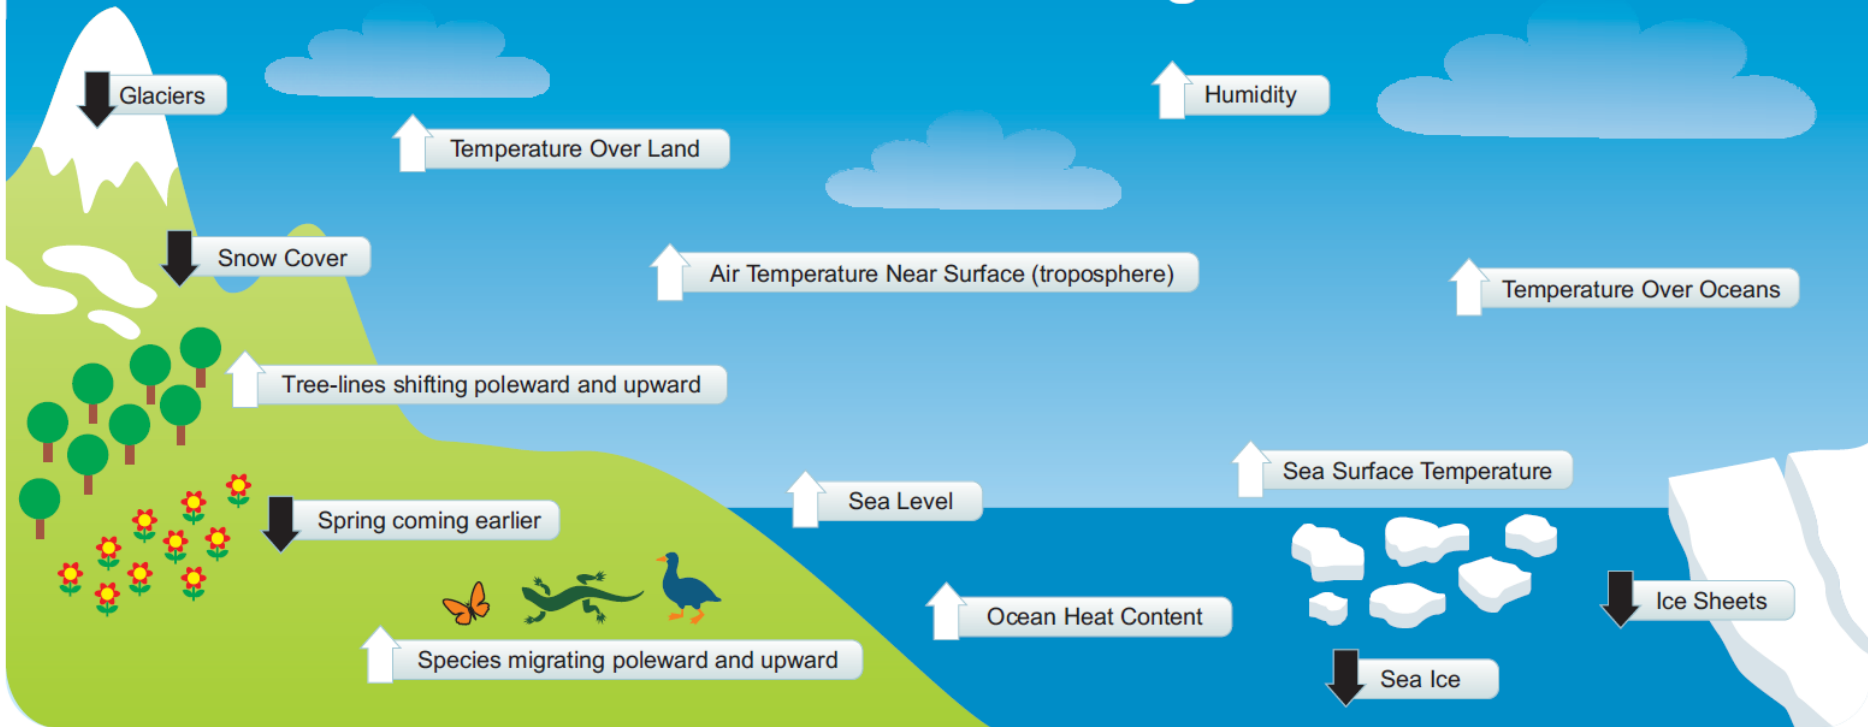 Glaciers
Humidity
Temperature Over Land
Snow Cover
Air Temperature Near Surface (troposphere)
Temperature Over Oceans
Tree-lines shifting poleward and upward
Sea Surface Temperature
Sea Level
Spring coming earlier
Ice Sheets
Ocean Heat Content
Species migrating poleward and upward
Sea Ice